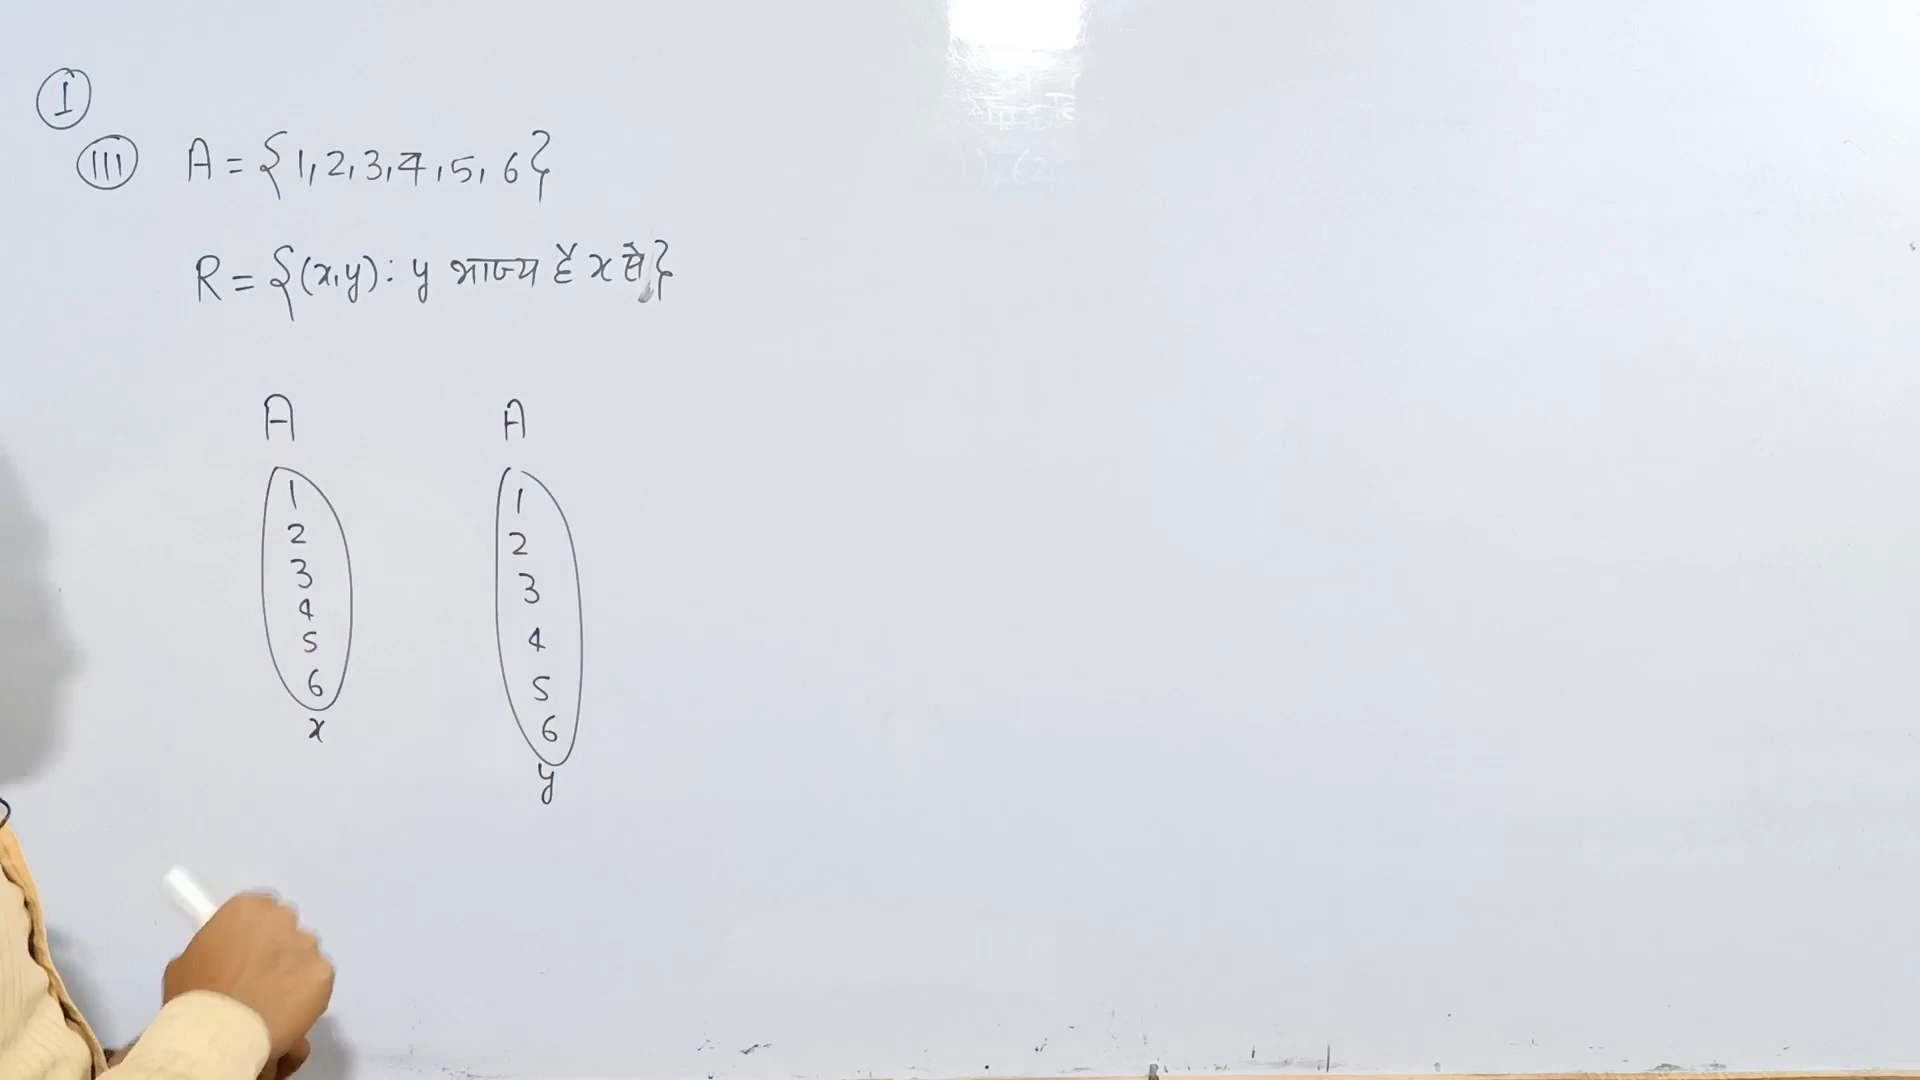 I
III A = {1,2,3,4,5,6}
R = {(x,y): y भाज्य है x से}
A A
1 1
2 2
3 3
4 4
5 5
6 6
x y